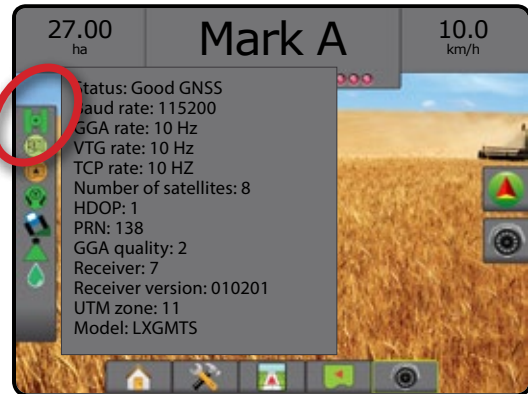 27.00
ha
Mark A
10.0
km/h
Status: Good GNSS
Baud rate: 115200
GGA rate: 10 Hz
VTG rate: 10 Hz
TCP rate: 10 HZ
Number of satellites: 8
HDOP: 1
PRN: 138
GGA quality: 2
Receiver: 7
Receiver version: 010201
UTM zone: 11
Model: LXGMTS